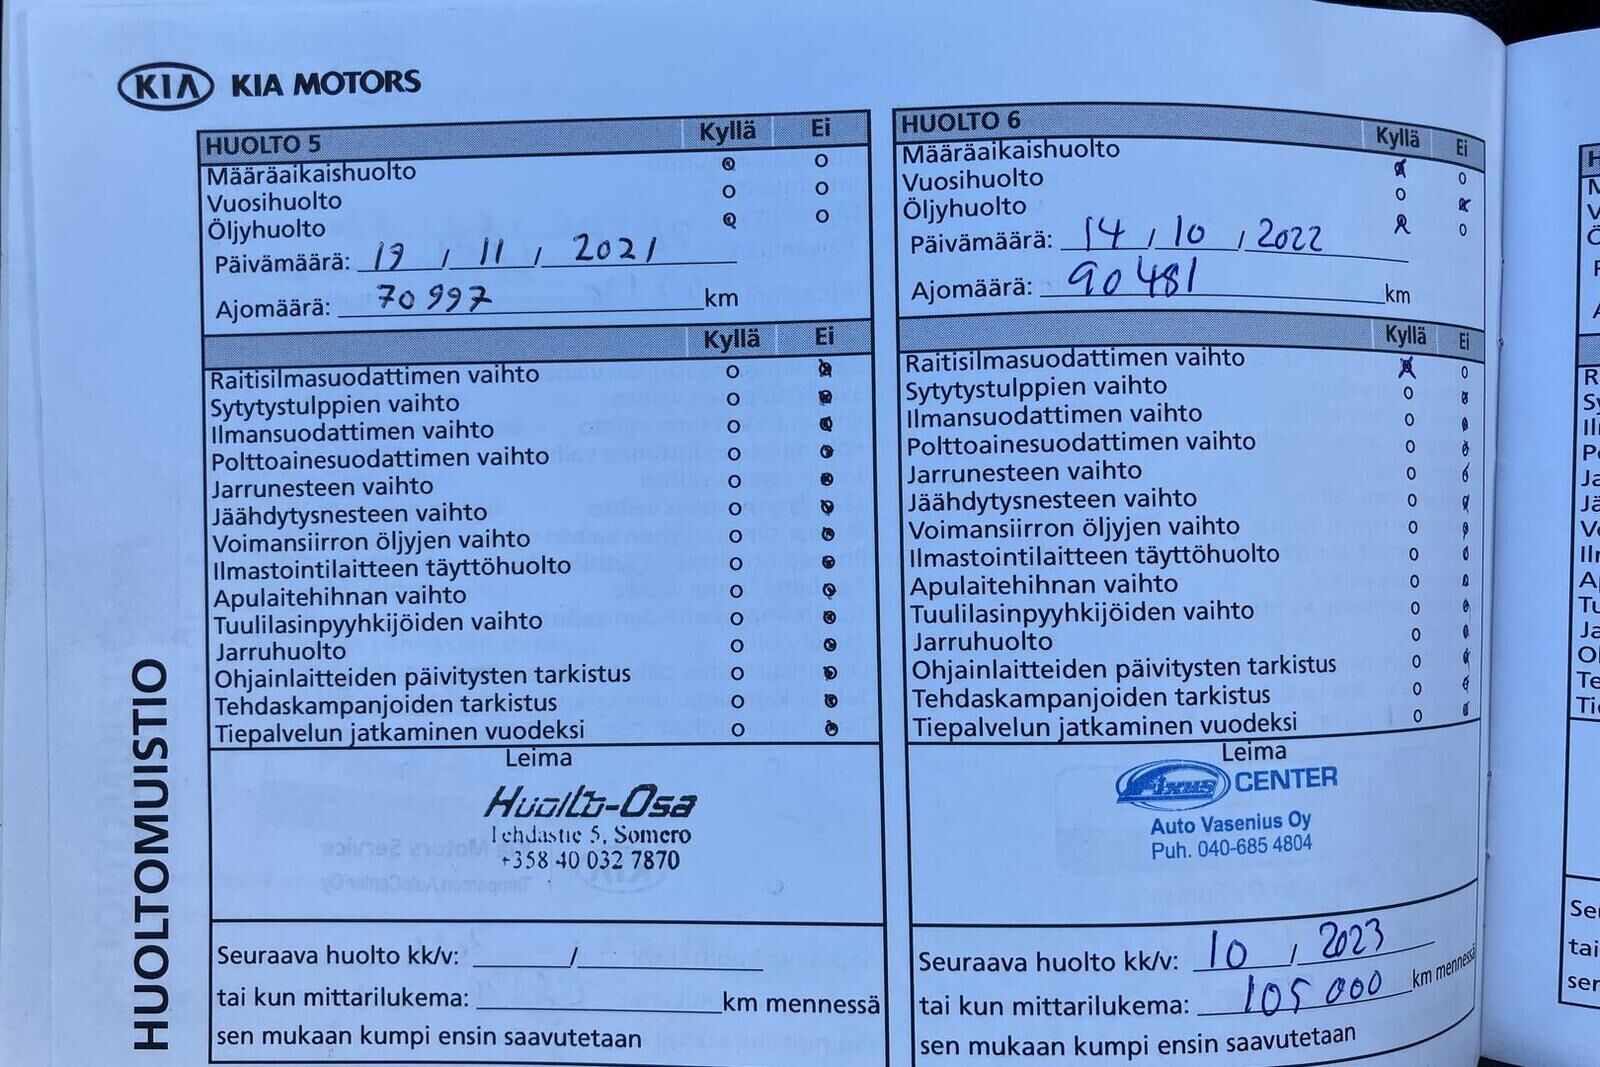 KIA KIA MOTORS
HUOLTO 5 Kyllä Ei
Määräaikaishuolto
Vuosihuolto
Öljyhuolto
Päivämäärä: 19 / 11 / 2021
Ajomäärä: 70 997 km
Kyllä Ei
Raitisilmasuodattimen vaihto
Sytytystulppien vaihto
Ilmansuodattimen vaihto
Polttoainesuodattimen vaihto
Jarrunesteen vaihto
Jäähdytysnesteen vaihto
Voimansiirron öljyjen vaihto
Ilmastointilaitteen täyttöhuolto
Apulaitehihnan vaihto
Tuulilasinpyyhkijöiden vaihto
Jarruhuolto
Ohjainlaitteiden päivitysten tarkistus
Tehdaskampanjoiden tarkistus
Tiepalvelun jatkaminen vuodeksi
Leima
Huolto-Osa
Tehdastie 5, Somero
+358 40 032 7870
Seuraava huolto kk/v: /
tai kun mittarilukema: km mennessä
sen mukaan kumpi ensin saavutetaan
HUOLTO 6 Kyllä Ei
Määräaikaishuolto
Vuosihuolto
Öljyhuolto
Päivämäärä: 14 / 10 / 2022
Ajomäärä: 90 481 km
Kyllä Ei
Raitisilmasuodattimen vaihto
Sytytystulppien vaihto
Ilmansuodattimen vaihto
Polttoainesuodattimen vaihto
Jarrunesteen vaihto
Jäähdytysnesteen vaihto
Voimansiirron öljyjen vaihto
Ilmastointilaitteen täyttöhuolto
Apulaitehihnan vaihto
Tuulilasinpyyhkijöiden vaihto
Jarruhuolto
Ohjainlaitteiden päivitysten tarkistus
Tehdaskampanjoiden tarkistus
Tiepalvelun jatkaminen vuodeksi
Leima
Fixus CENTER
Auto Vasenius Oy
Puh. 040-685 4804
Seuraava huolto kk/v: 10 / 2023
tai kun mittarilukema: 105 000 km mennessä
sen mukaan kumpi ensin saavutetaan
HUOLTOMUISTIO